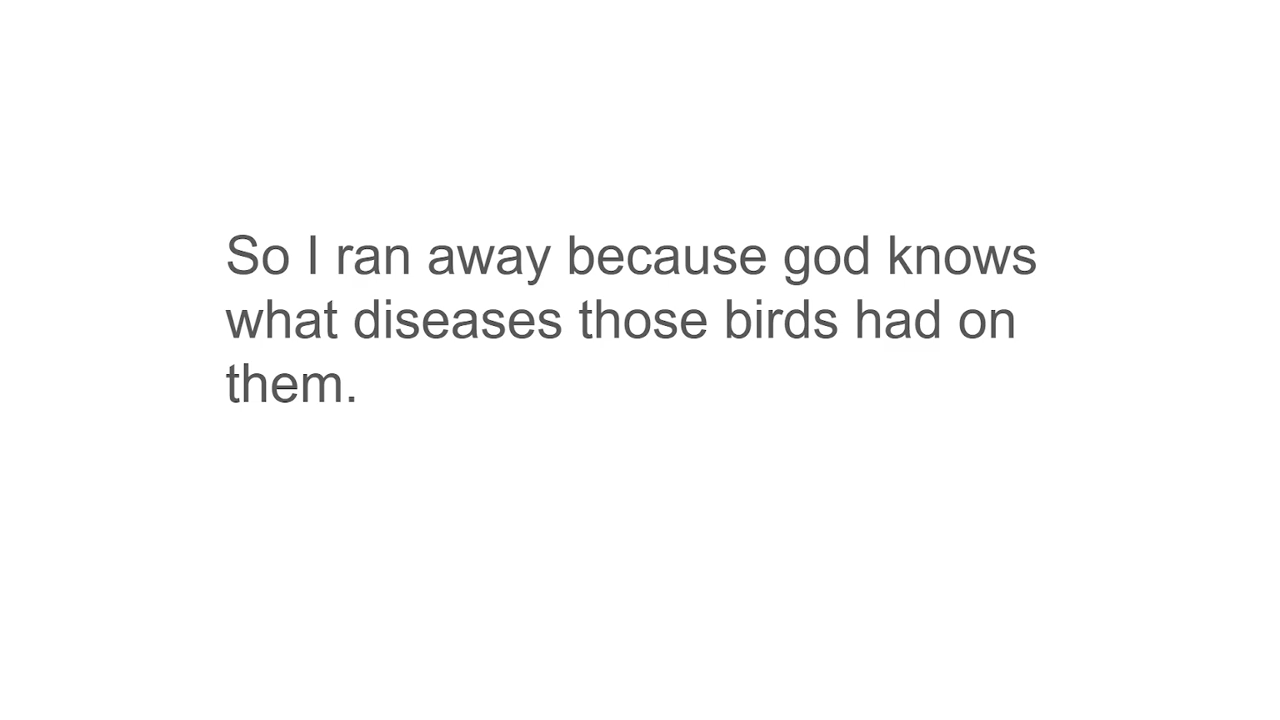 So I ran away because god knows
what diseases those birds had on
them.